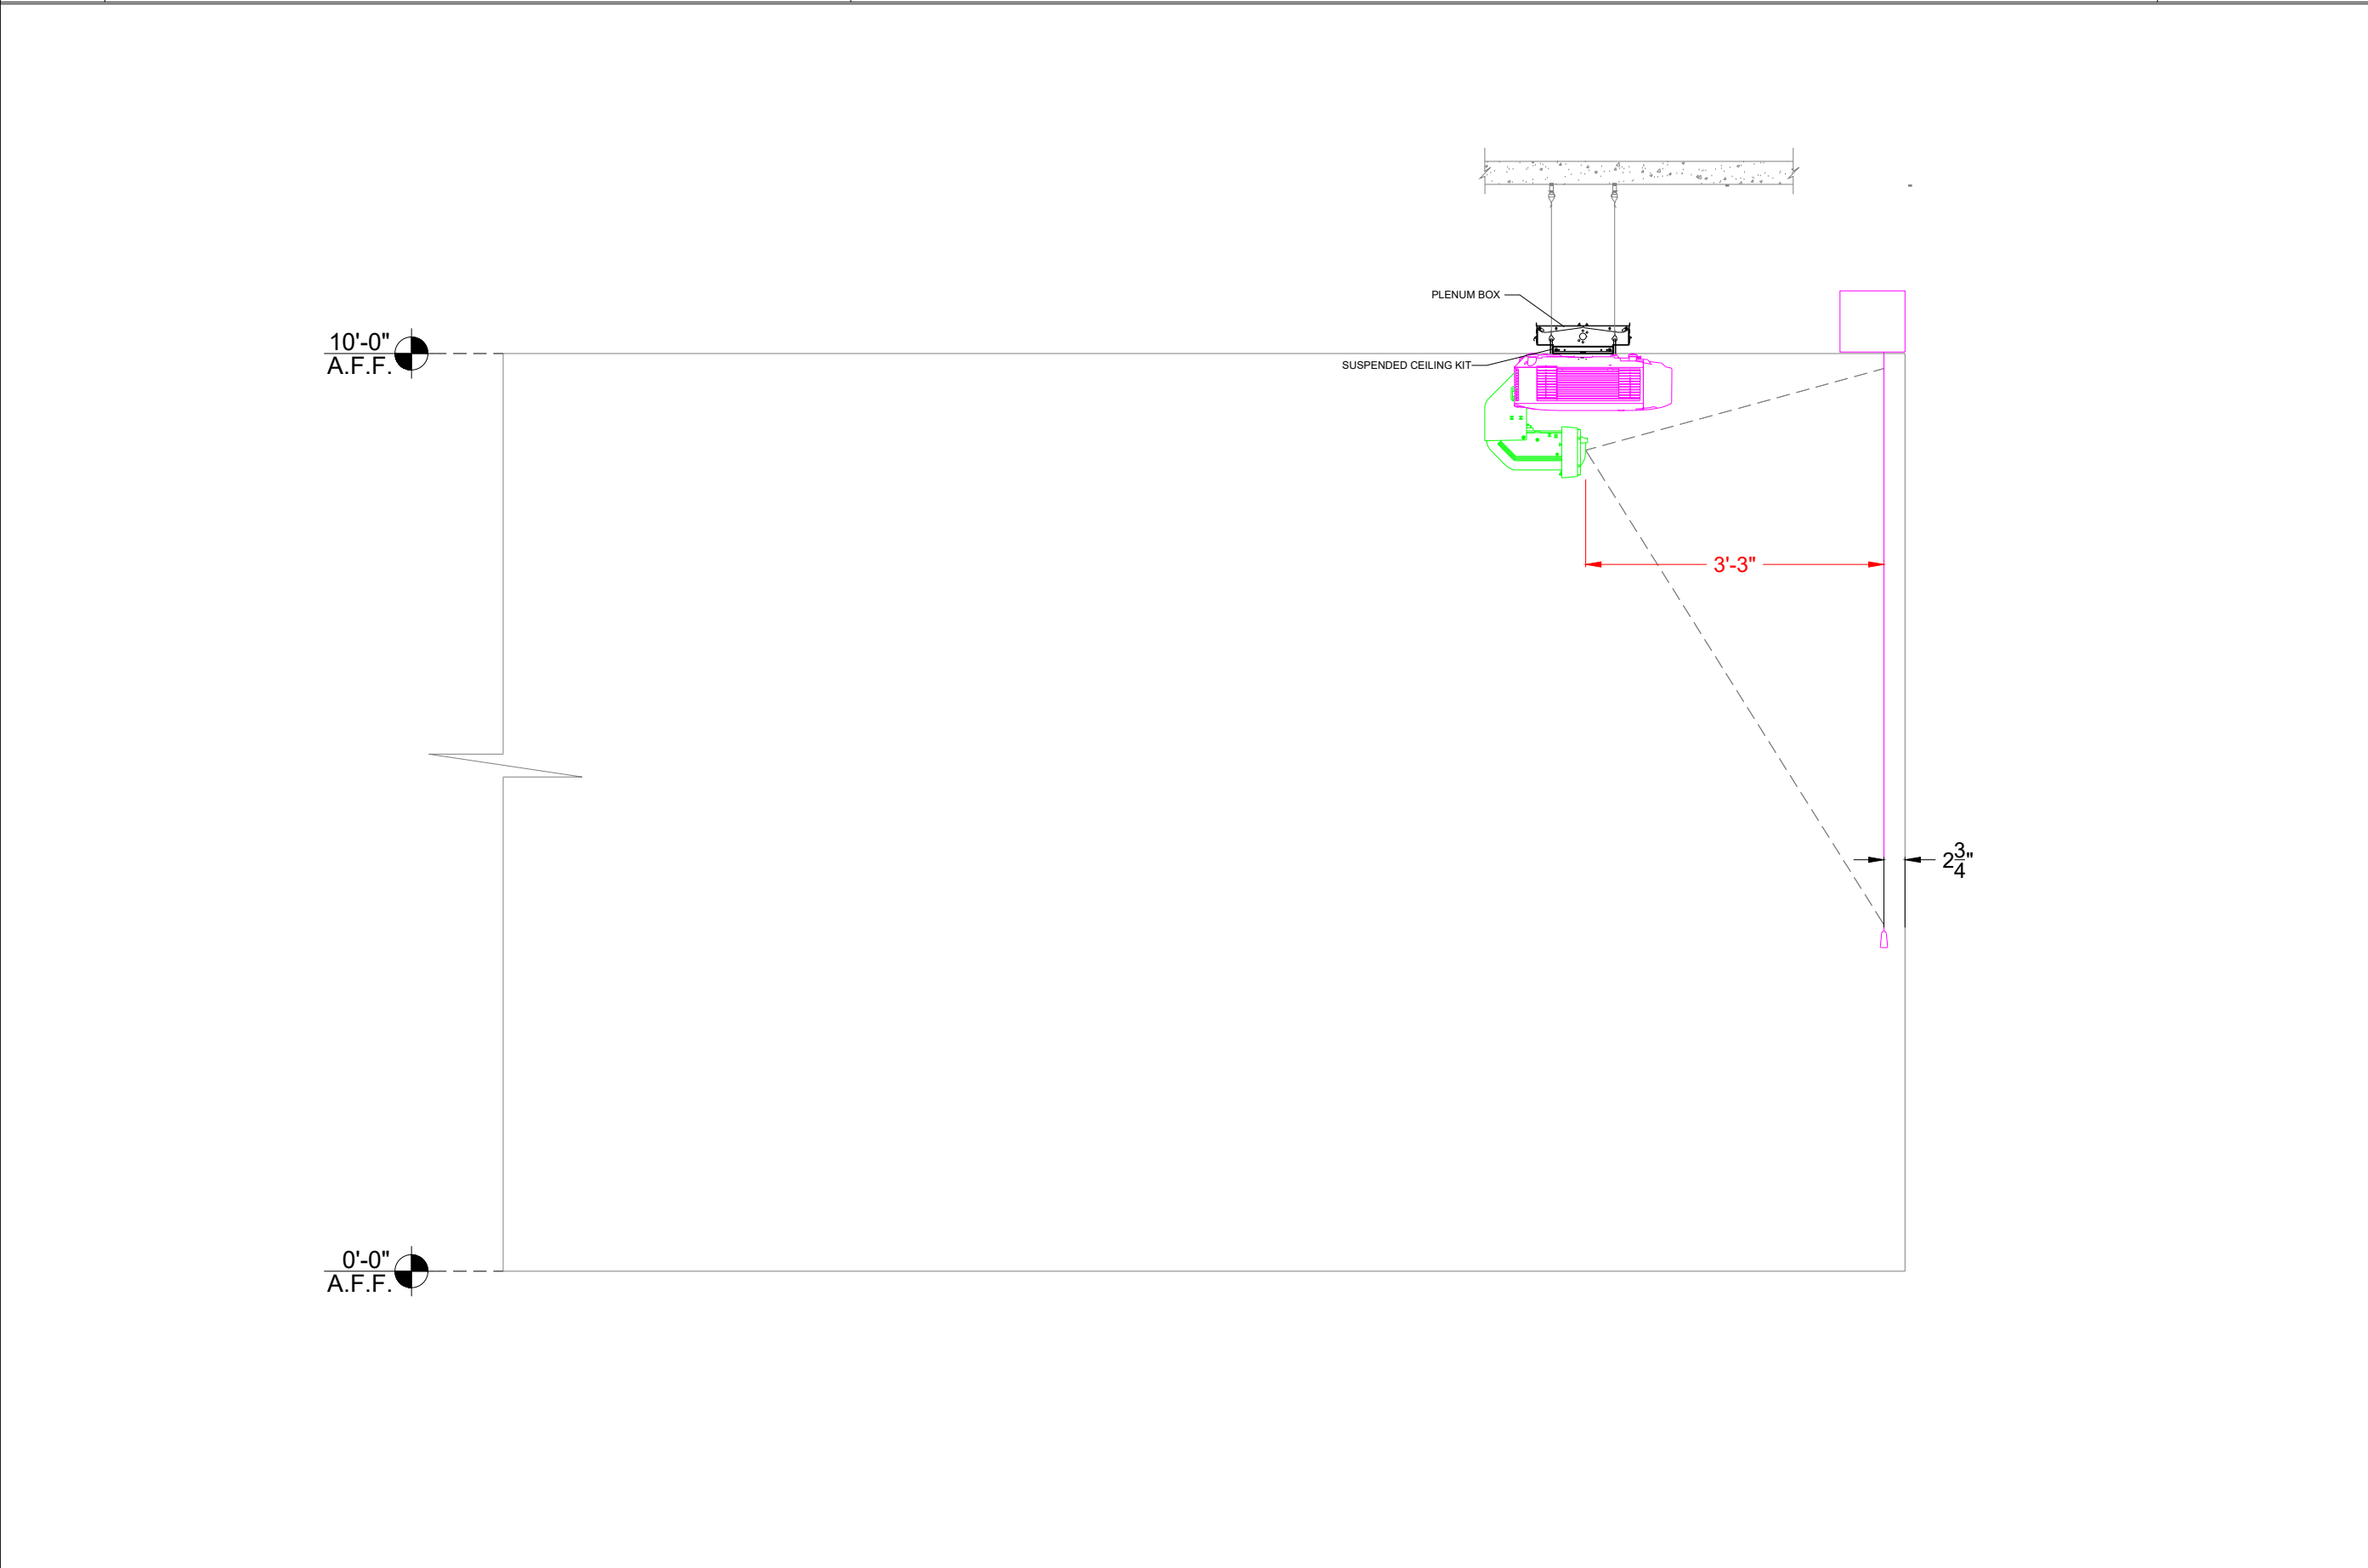 PLENUM BOX
10'-0"
A.F.F.
SUSPENDED CEILING KIT
3'-3"
2 3/4"
0'-0"
A.F.F.